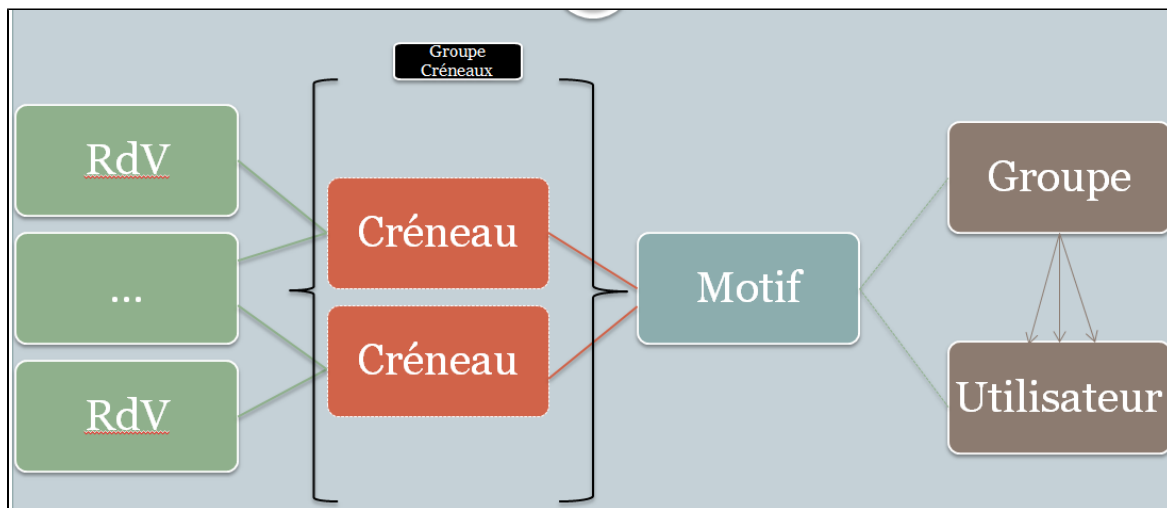 Groupe
Créneaux
RdV
...
RdV
Créneau
Créneau
Motif
Groupe
Utilisateur